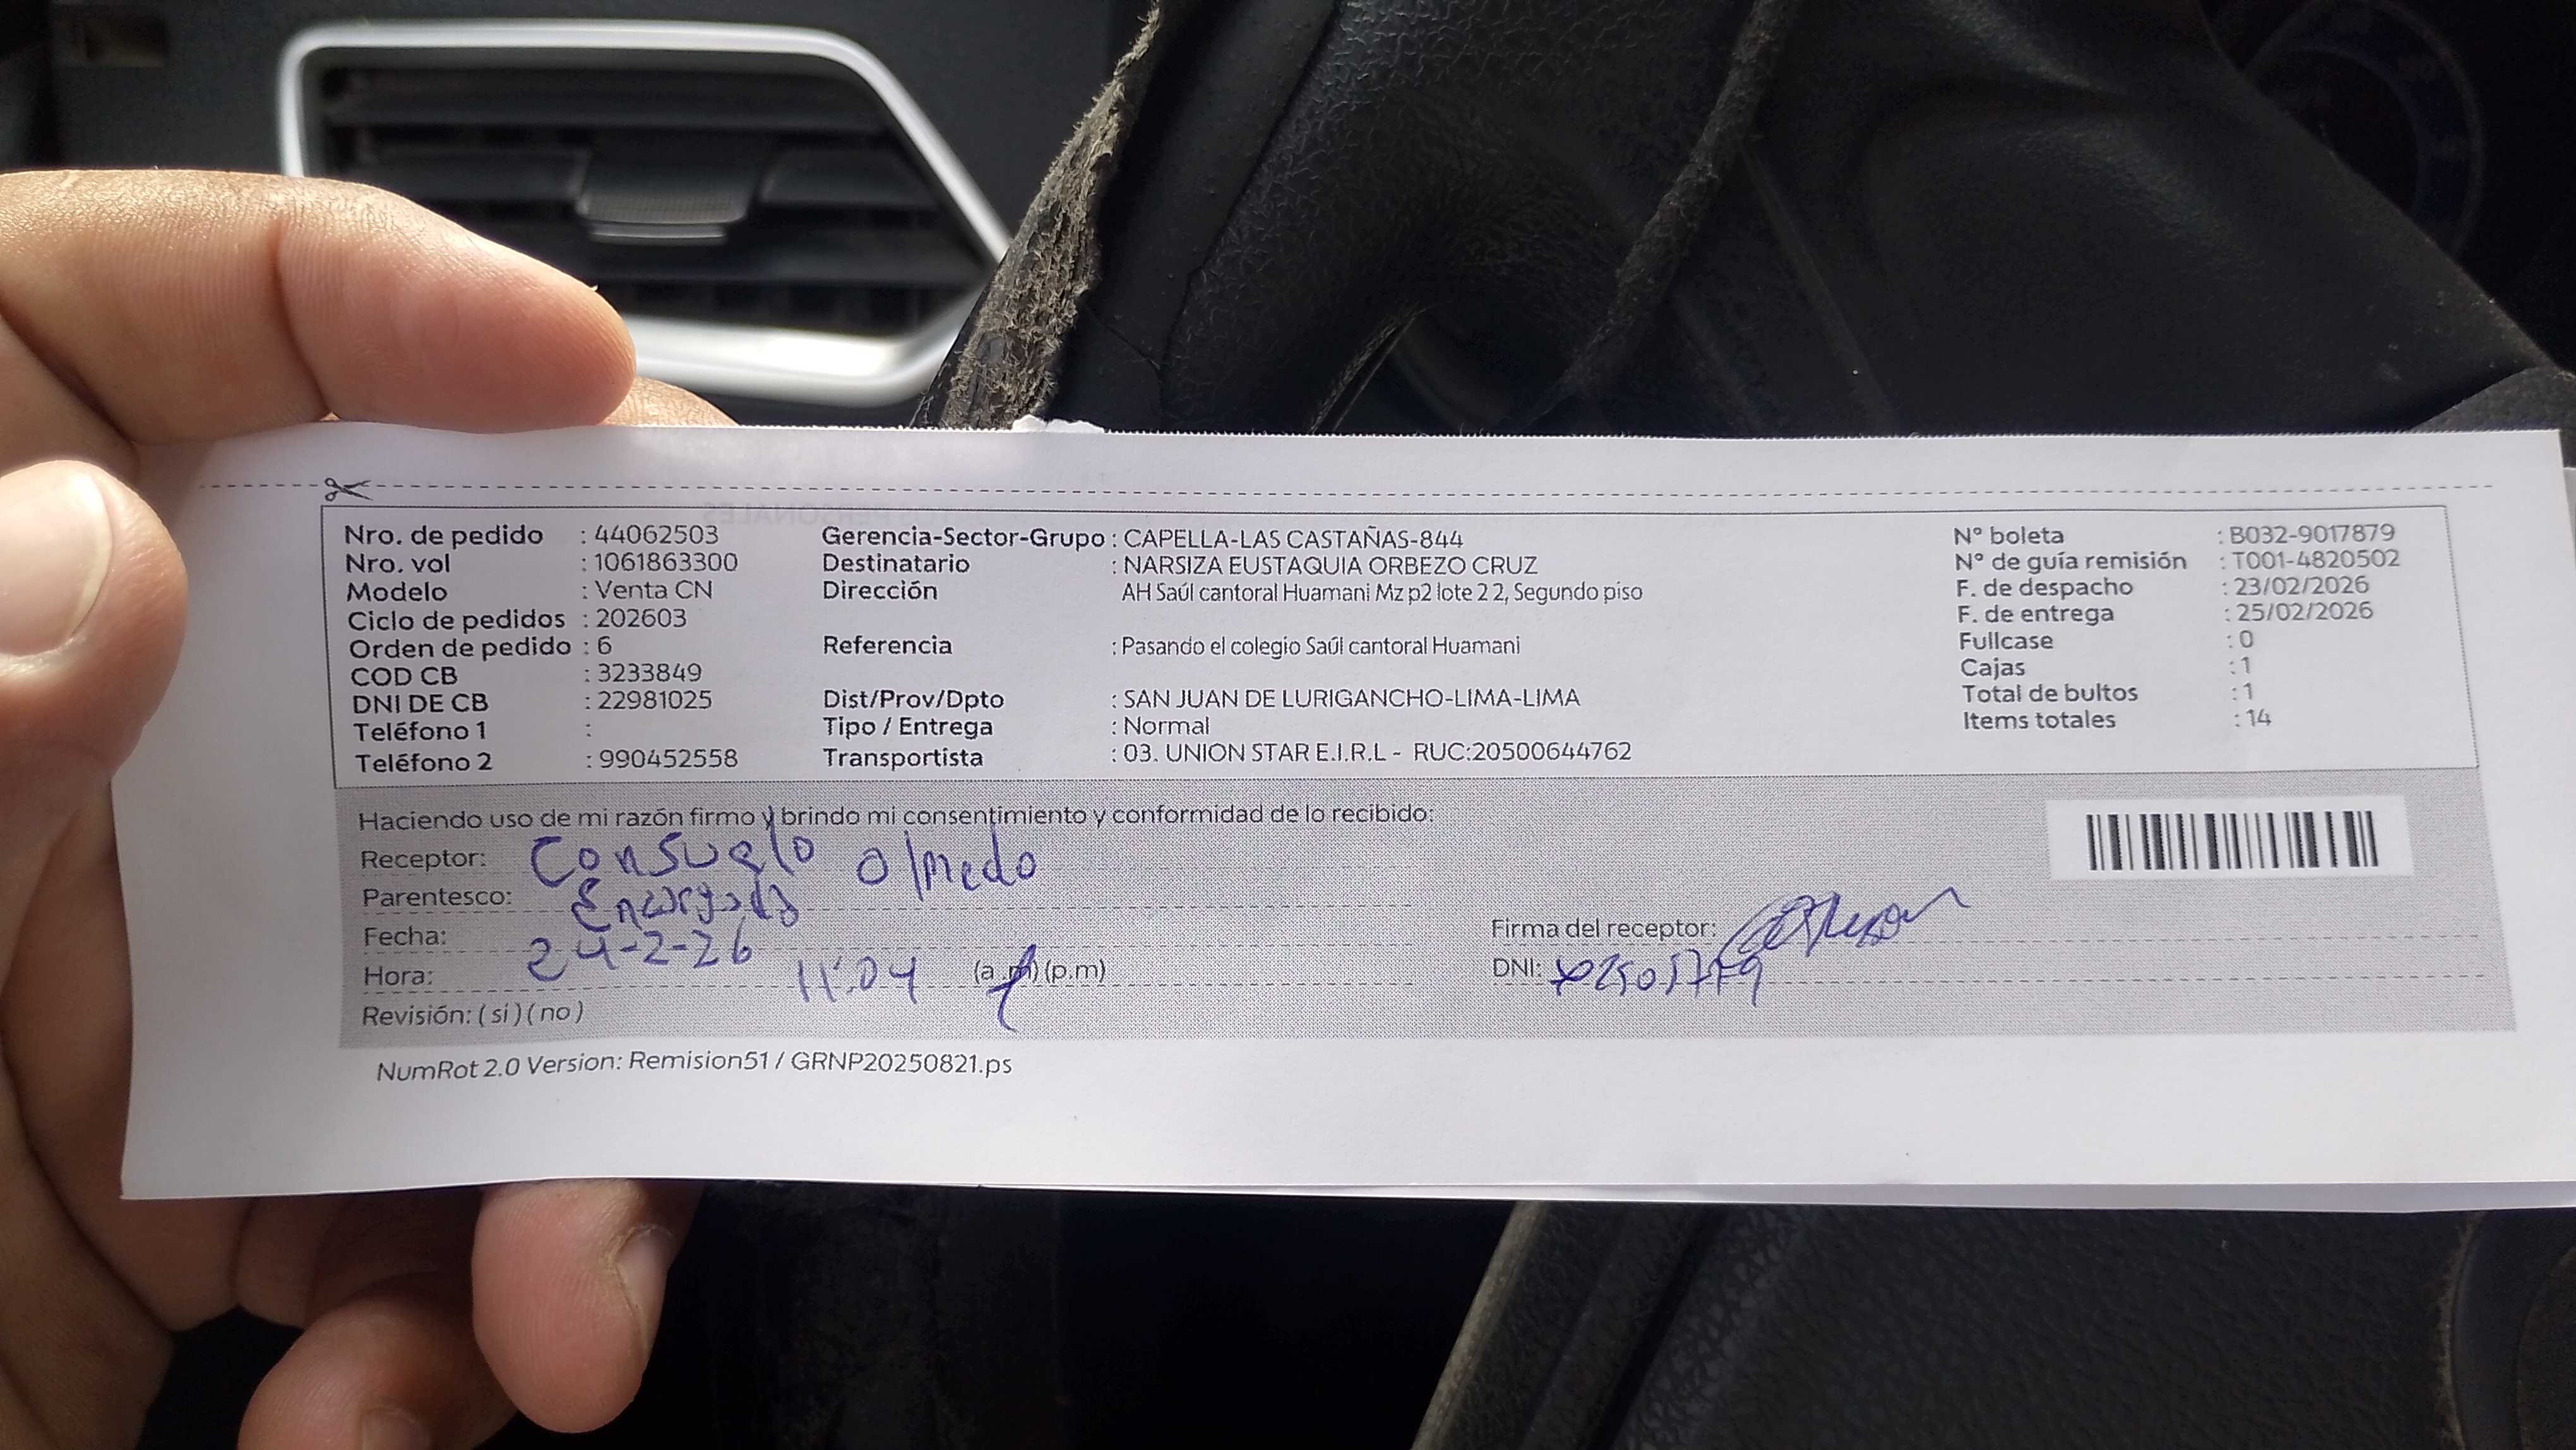 Nro. de pedido : 44062503
Nro. vol : 1061863300
Modelo : Venta CN
Ciclo de pedidos : 202603
Orden de pedido : 6
COD CB : 3233849
DNI DE CB : 22981025
Teléfono 1 :
Teléfono 2 : 990452558
Gerencia-Sector-Grupo : CAPELLA-LAS CASTAÑAS-844
Destinatario : NARSIZA EUSTAQUIA ORBEZO CRUZ
Dirección AH Saúl cantoral Huamani Mz p2 lote 2 2, Segundo piso
Referencia : Pasando el colegio Saúl cantoral Huamani
Dist/Prov/Dpto : SAN JUAN DE LURIGANCHO-LIMA-LIMA
Tipo / Entrega : Normal
Transportista : 03. UNION STAR E.I.R.L - RUC:20500644762
N° boleta : B032-9017879
N° de guía remisión : T001-4820502
F. de despacho : 23/02/2026
F. de entrega : 25/02/2026
Fullcase : 0
Cajas : 1
Total de bultos : 1
Items totales : 14
Haciendo uso de mi razón firmo y brindo mi consentimiento y conformidad de lo recibido:
Receptor: Consuelo Olmedo
Parentesco: Encargada
Fecha: 24-2-26
Hora: 11:04 (a.m) (p.m)
Revisión: ( si ) ( no )
Firma del receptor:
DNI:
NumRot 2.0 Version: Remision51 / GRNP20250821.ps